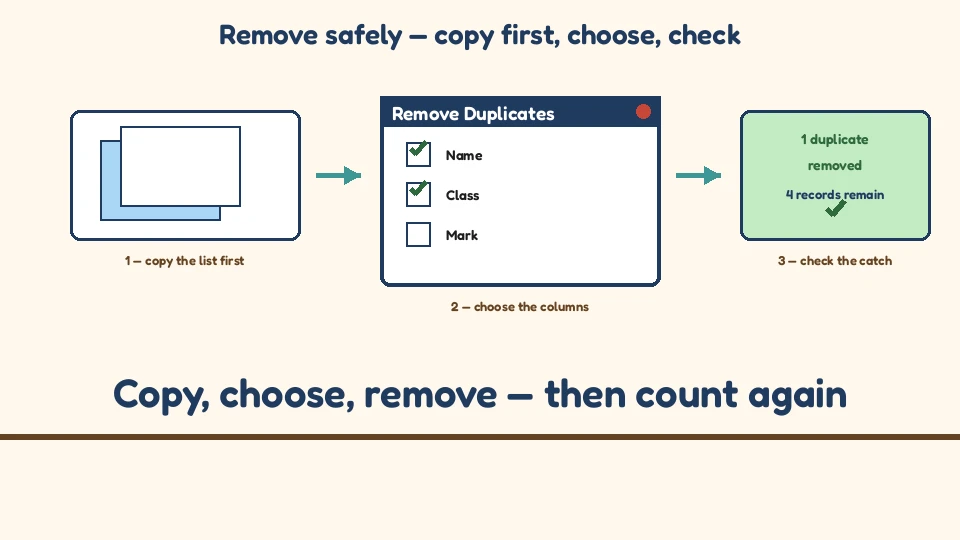 Remove safely — copy first, choose, check
Remove Duplicates
Name
Class
Mark
1 duplicate
removed
4 records remain
1 — copy the list first
2 — choose the columns
3 — check the catch
Copy, choose, remove — then count again